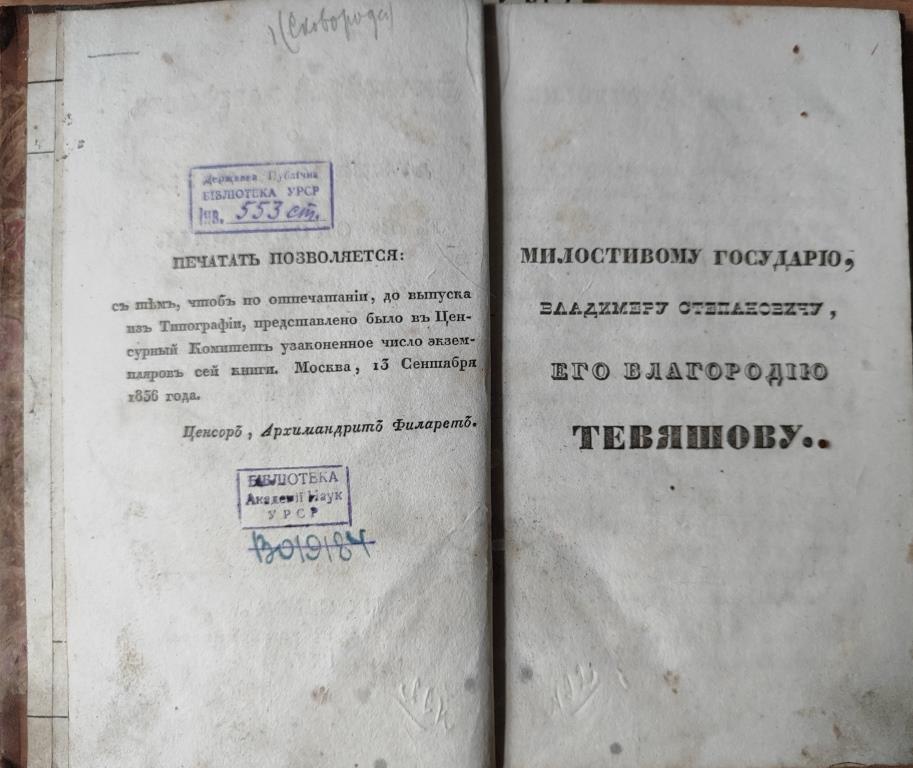 (Сковорода)
Державна Публічна
БІБЛІОТЕКА УРСР
Інв. 553 ст.
ПЕЧАТАТЬ ПОЗВОЛЯЕТСЯ:
съ тѣмъ, чтобъ по отпечатаніи, до выпуска
изъ Типографіи, представлено было въ Цен-
сурный Комитетъ узаконенное число экзем-
пляровъ сей книги. Москва, 13 Сентября
1836 года.
Ценсоръ, Архимандритъ Филаретъ.
БІБЛІОТЕКА
Академії Наук
УРСР
МИЛОСТИВОМУ ГОСУДАРІЮ,
ВЛАДИМЕРУ СТЕПАНОВИЧУ,
ЕГО БЛАГОРОДІЮ
ТЕВЯШОВУ.